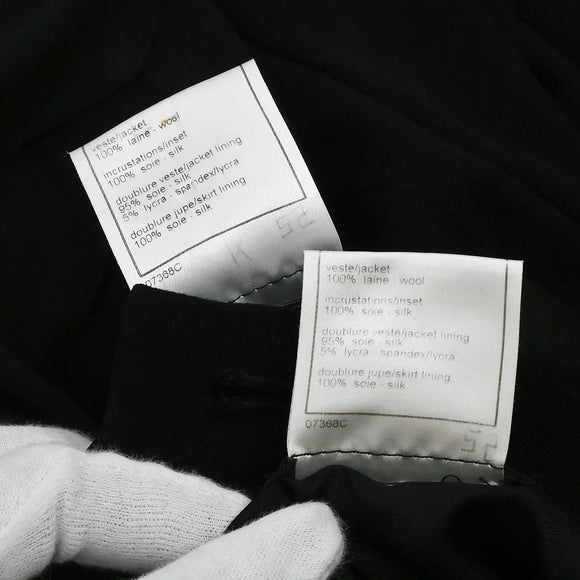 veste/jacket
100% laine - wool
incrustations/inset
100% soie - silk
doublure veste/jacket lining
95% soie - silk
5% lycra - spandex/lycra
doublure jupe/skirt lining
100% soie - silk
07368C
veste/jacket
100% laine - wool
incrustations/inset
100% soie - silk
doublure veste/jacket lining
95% soie - silk
5% lycra - spandex/lycra
doublure jupe/skirt lining
100% soie - silk
07368C